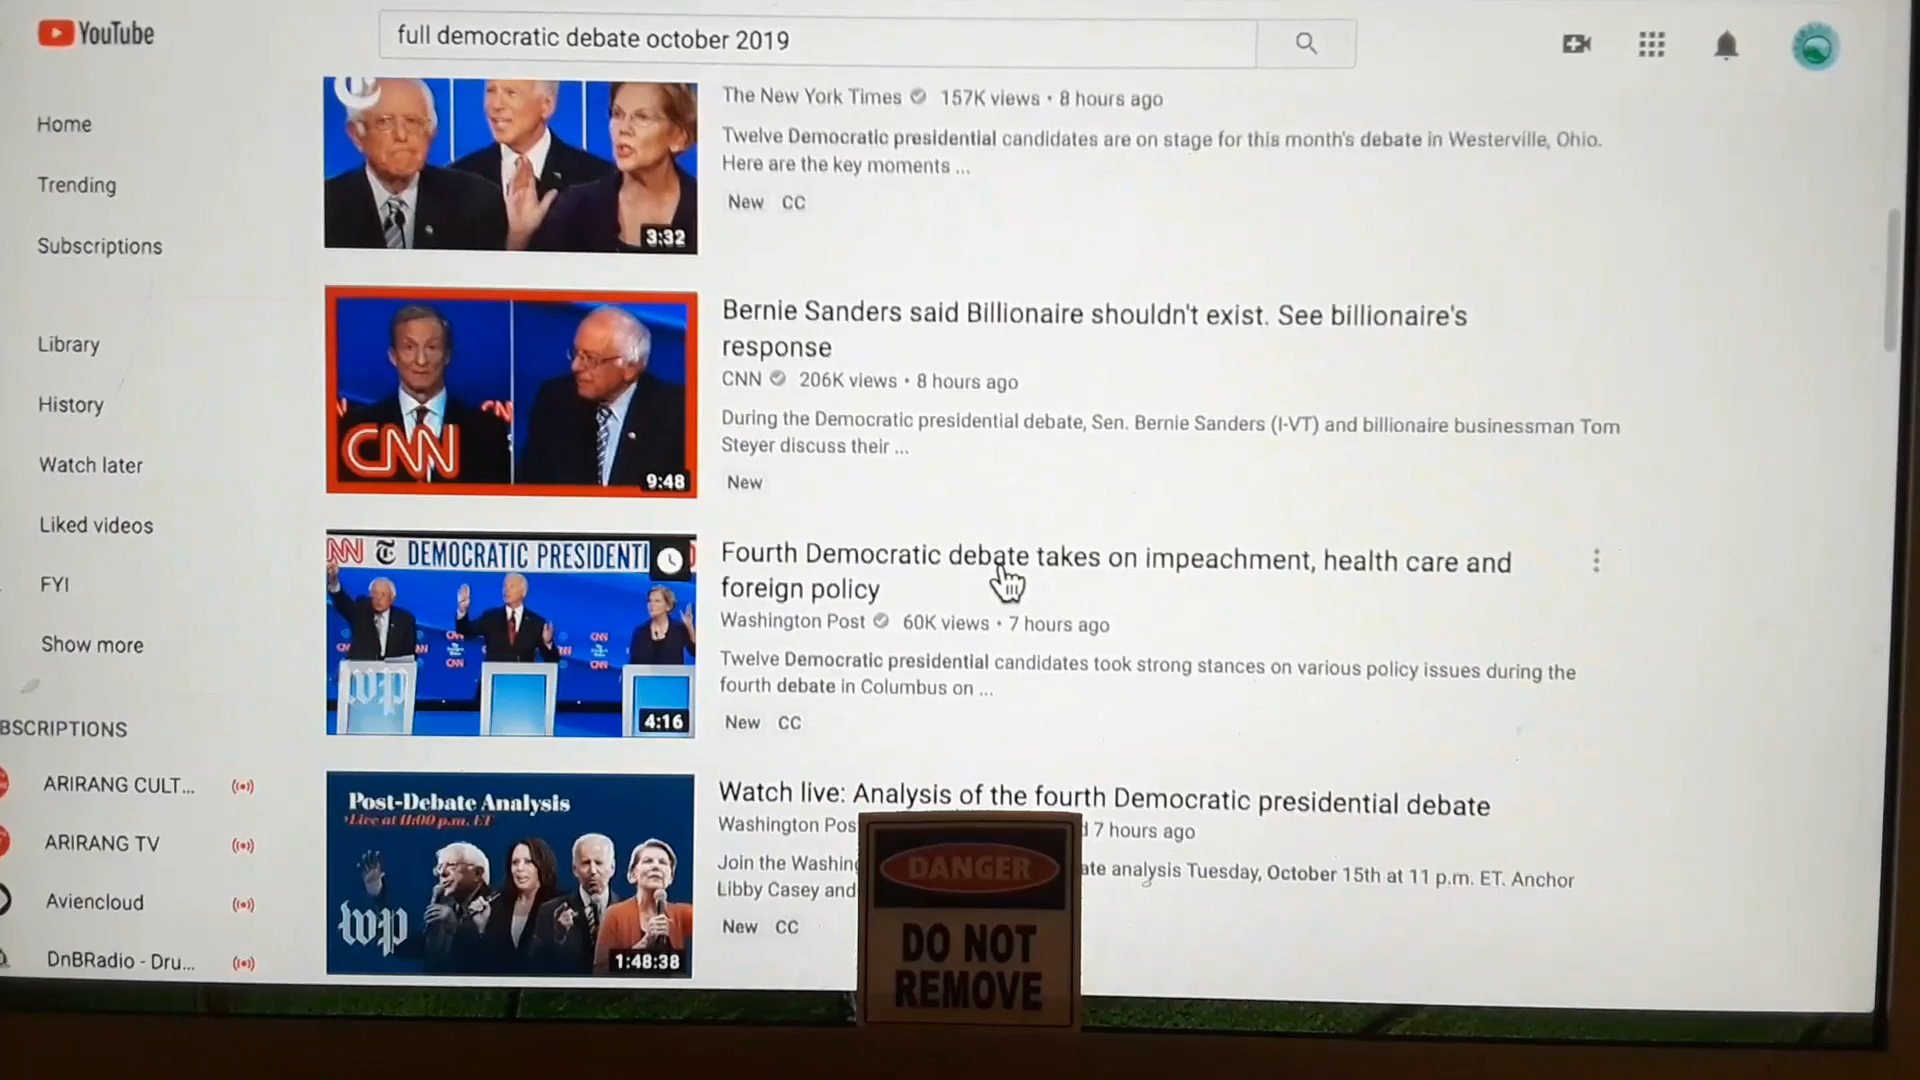 YouTube
full democratic debate october 2019
Home
Trending
Subscriptions
Library
History
Watch later
Liked videos
FYI
Show more
BSCRIPTIONS
ARIRANG CULT...
ARIRANG TV
Aviencloud
DnBRadio - Dru...
3:32
The New York Times 157K views • 8 hours ago
Twelve Democratic presidential candidates are on stage for this month's debate in Westerville, Ohio.
Here are the key moments ...
New CC
CNN
CNN
9:48
Bernie Sanders said Billionaire shouldn't exist. See billionaire's
response
CNN 206K views • 8 hours ago
During the Democratic presidential debate, Sen. Bernie Sanders (I-VT) and billionaire businessman Tom
Steyer discuss their ...
New
NN T DEMOCRATIC PRESIDENTI
CNN
CNN
CNN
CNN
wp
4:16
Fourth Democratic debate takes on impeachment, health care and
foreign policy
Washington Post 60K views • 7 hours ago
Twelve Democratic presidential candidates took strong stances on various policy issues during the
fourth debate in Columbus on ...
New CC
Post-Debate Analysis
Live at 11:00 p.m. ET
wp
1:48:38
Watch live: Analysis of the fourth Democratic presidential debate
Washington Pos 7 hours ago
Join the Washin ate analysis Tuesday, October 15th at 11 p.m. ET. Anchor
Libby Casey and
New CC
DANGER
DO NOT
REMOVE